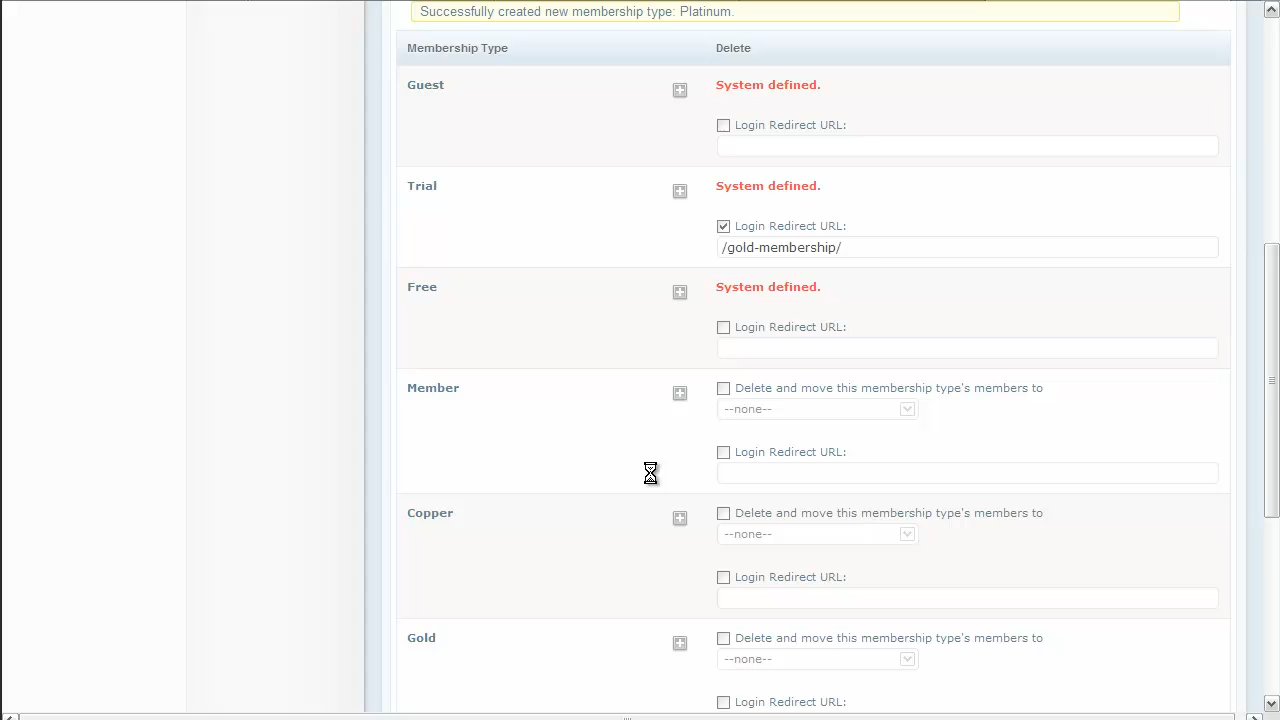 Successfully created new membership type: Platinum.
Membership Type Delete
Guest System defined.
Login Redirect URL:
Trial System defined.
Login Redirect URL:
/gold-membership/
Free System defined.
Login Redirect URL:
Member Delete and move this membership type's members to
--none--
Login Redirect URL:
Copper Delete and move this membership type's members to
--none--
Login Redirect URL:
Gold Delete and move this membership type's members to
--none--
Login Redirect URL: